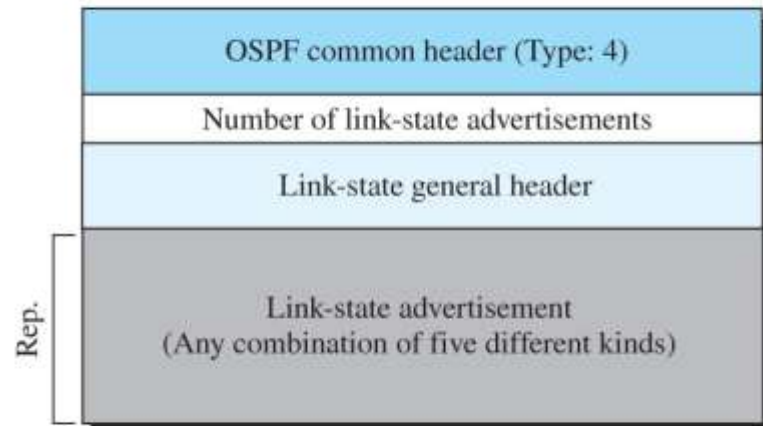 OSPF common header (Type: 4)
Number of link-state advertisements
Link-state general header
Rep.
Link-state advertisement
(Any combination of five different kinds)